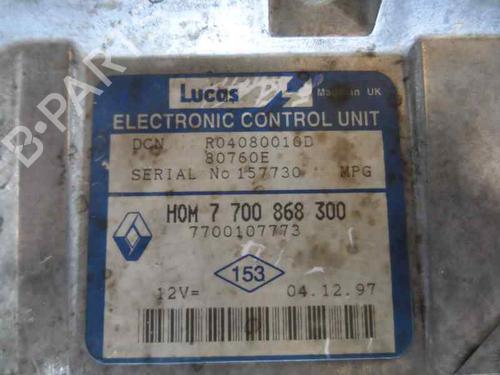 Lucas
Made in UK
ELECTRONIC CONTROL UNIT
DCN R04080010D
80760E
SERIAL No 157730 MPG
HOM 7 700 868 300
7700107773
153
12V= 04.12.97
B-PART